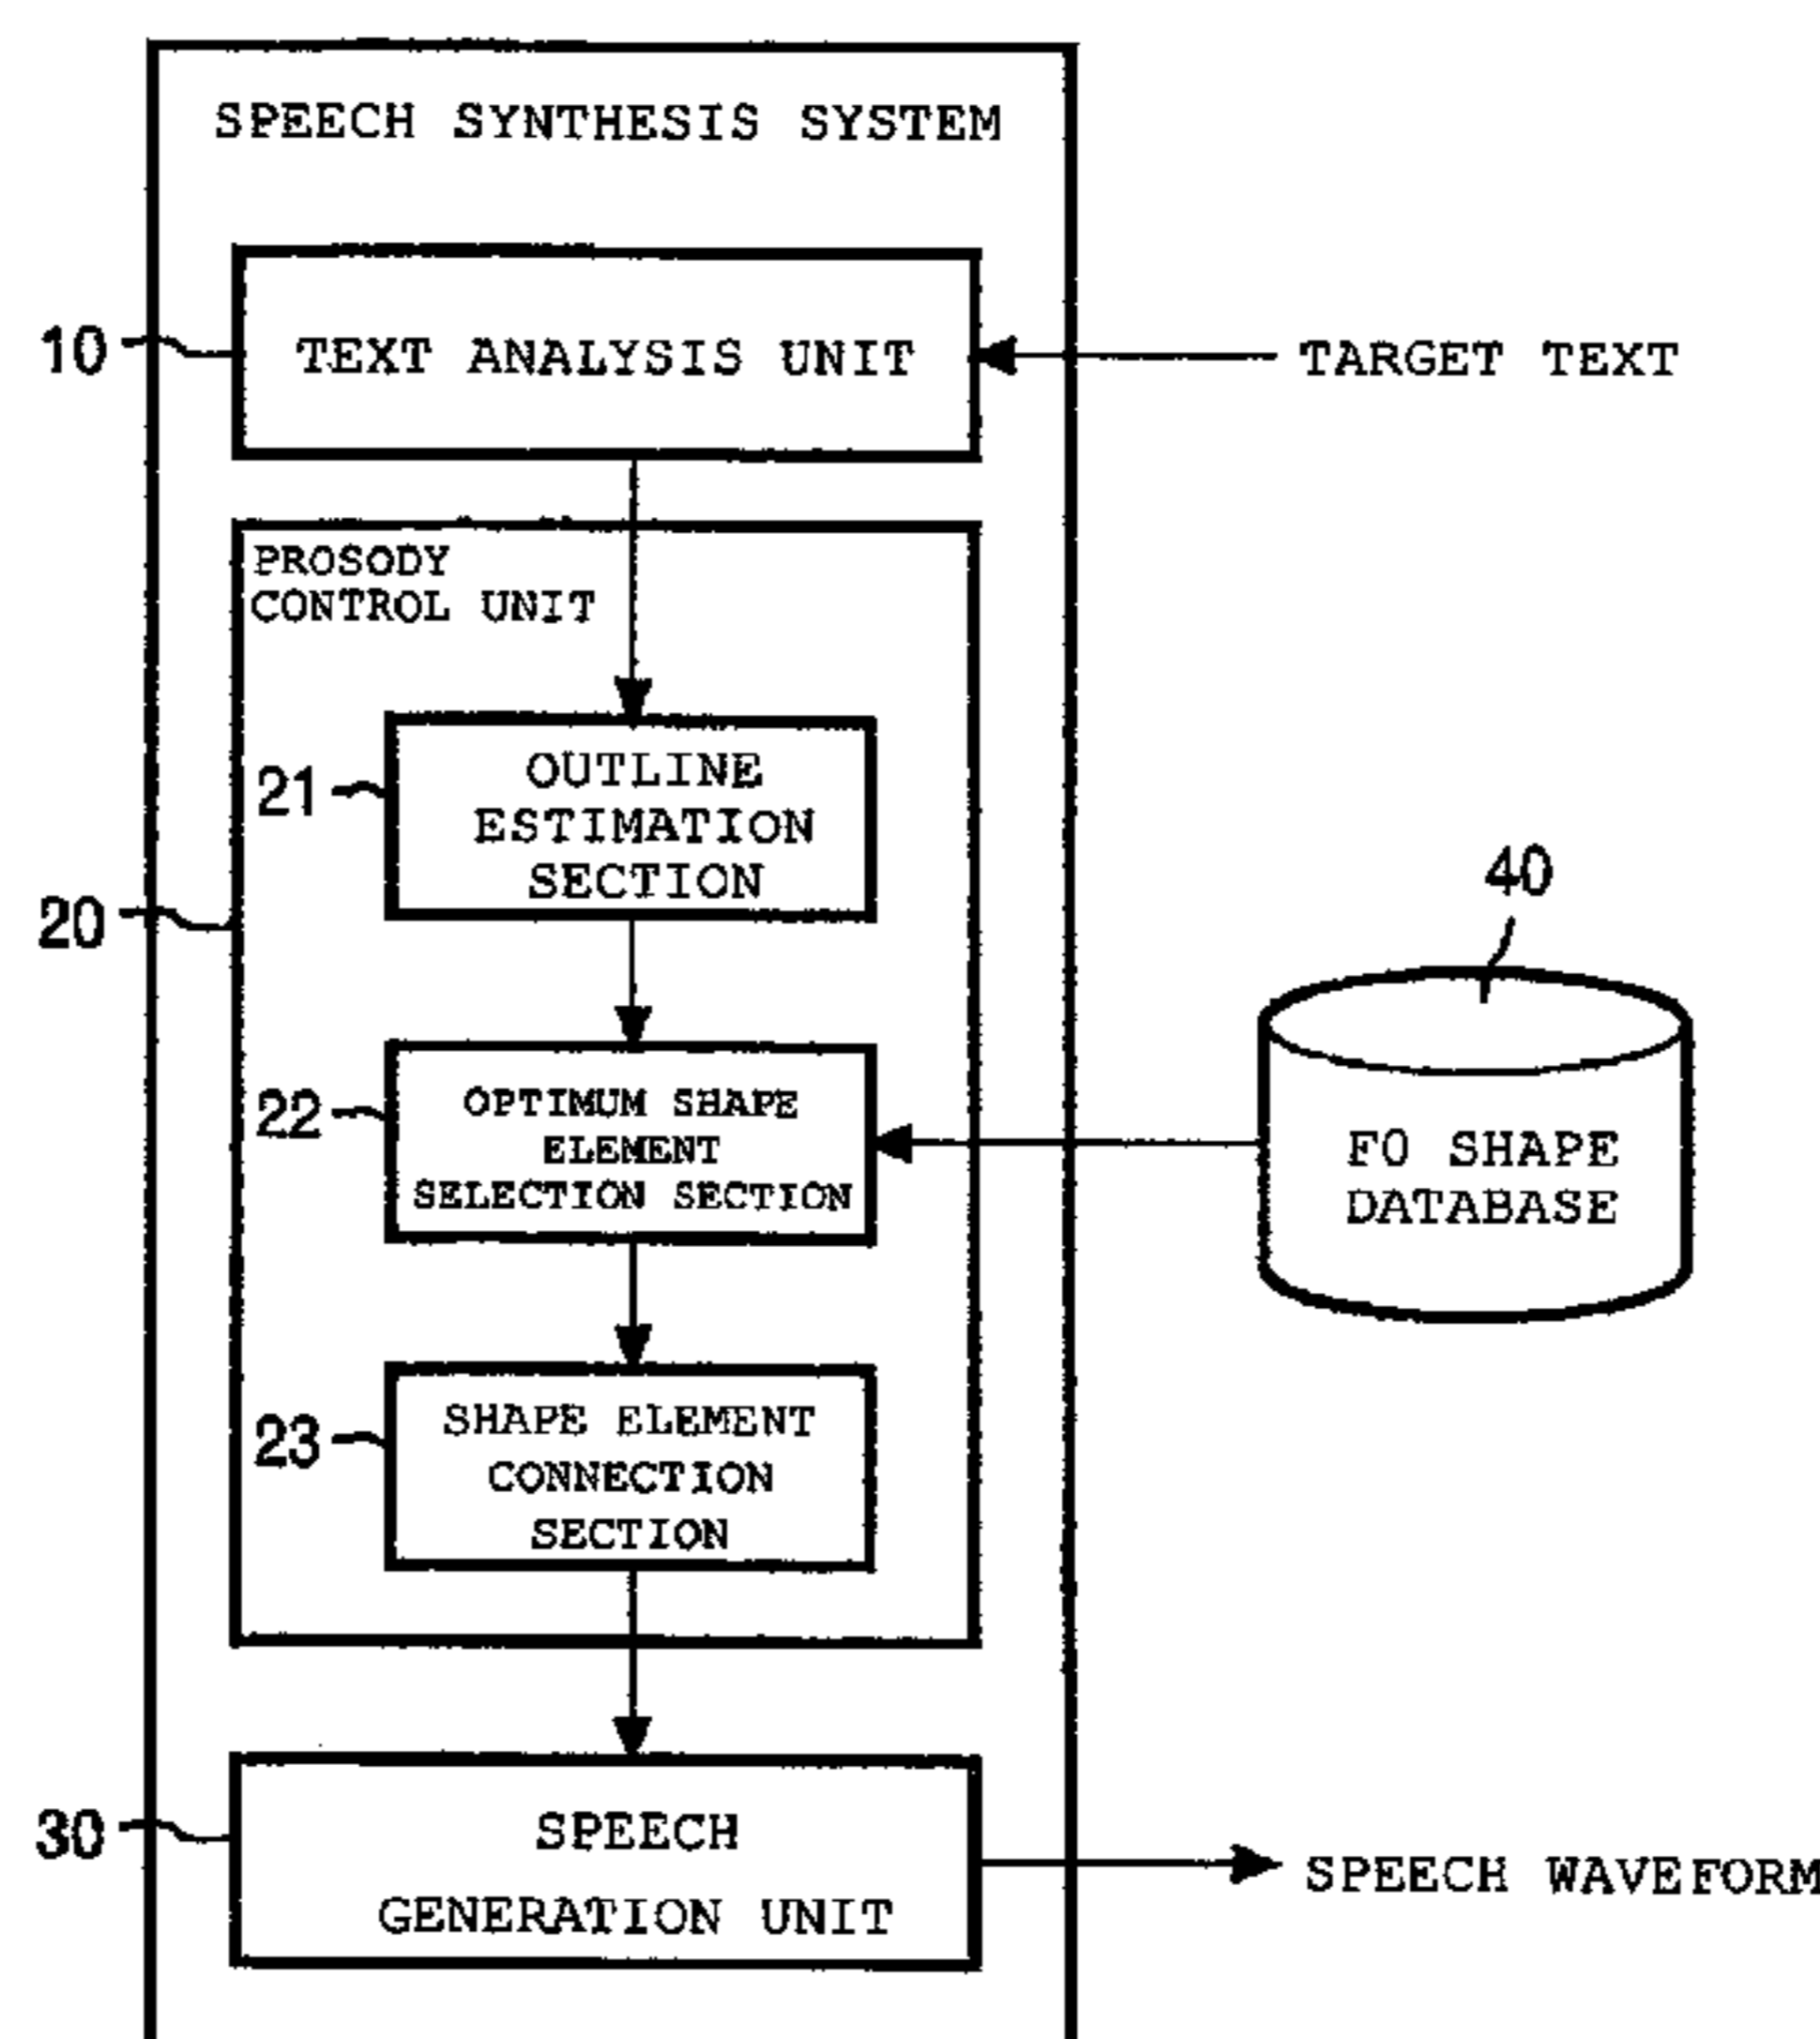 SPEECH SYNTHESIS SYSTEM
10
TEXT ANALYSIS UNIT
TARGET TEXT
PROSODY
CONTROL UNIT
21
OUTLINE
ESTIMATION
SECTION
20
40
22
OPTIMUM SHAPE
ELEMENT
SELECTION SECTION
F0 SHAPE
DATABASE
23
SHAPE ELEMENT
CONNECTION
SECTION
30
SPEECH
GENERATION UNIT
SPEECH WAVEFORM